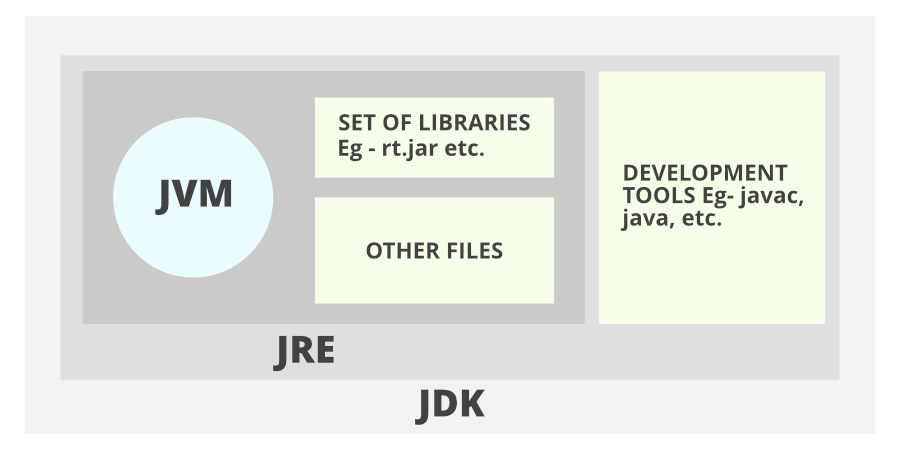 JVM
SET OF LIBRARIES
Eg - rt.jar etc.
OTHER FILES
DEVELOPMENT
TOOLS Eg- javac,
java, etc.
JRE
JDK